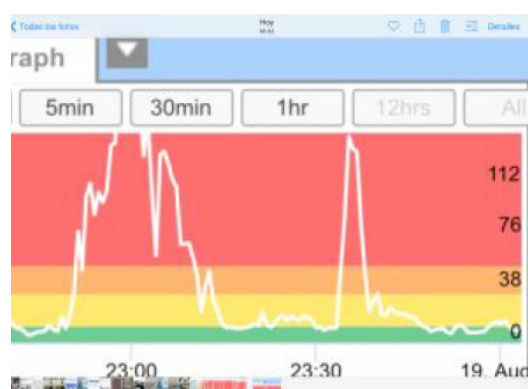 Todas las fotos
Hoy
Detalles
raph
5min 30min 1hr 12hrs All
112
76
38
0
23:00 23:30 19. Aug